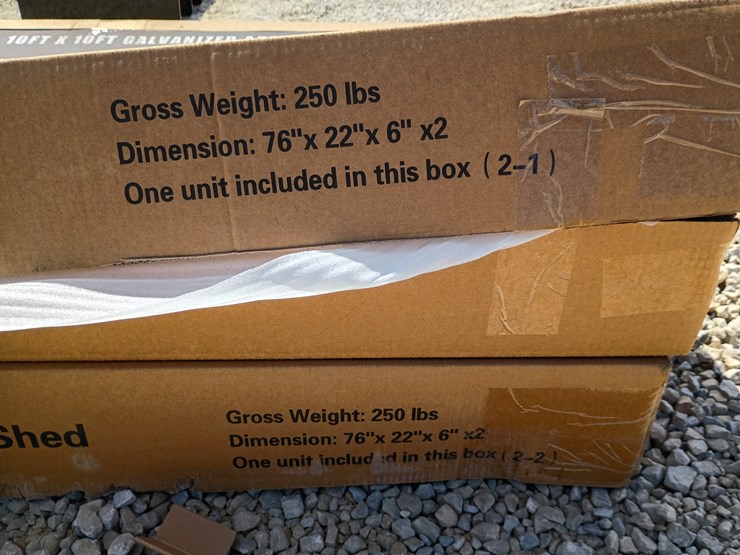 10FT X 10FT GALVANIZED
Gross Weight: 250 lbs
Dimension: 76"x 22"x 6" x2
One unit included in this box ( 2-1 )
Shed
Gross Weight: 250 lbs
Dimension: 76"x 22"x 6" x2
One unit included in this box ( 2-2 )